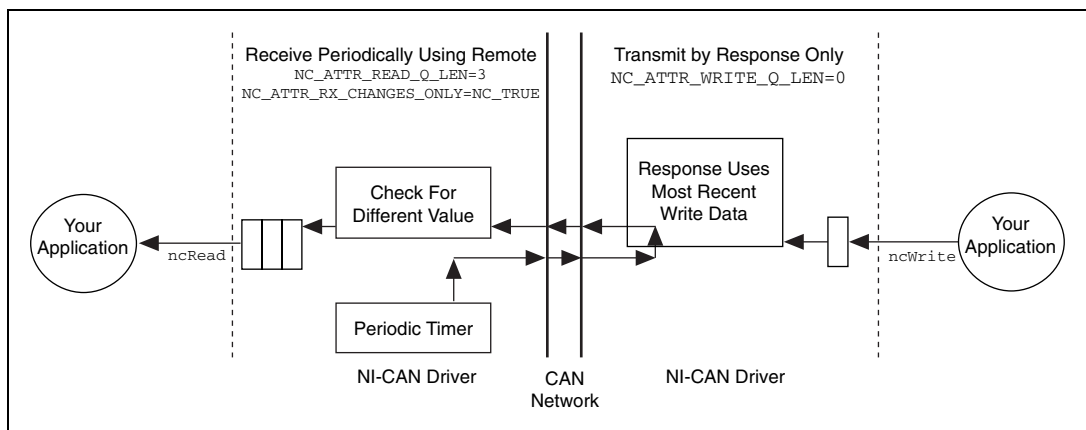 Receive Periodically Using Remote
NC_ATTR_READ_Q_LEN=3
NC_ATTR_RX_CHANGES_ONLY=NC_TRUE
Transmit by Response Only
NC_ATTR_WRITE_Q_LEN=0
Your
Application
ncRead
Check For
Different Value
Periodic Timer
Response Uses
Most Recent
Write Data
ncWrite
Your
Application
NI-CAN Driver
CAN
Network
NI-CAN Driver